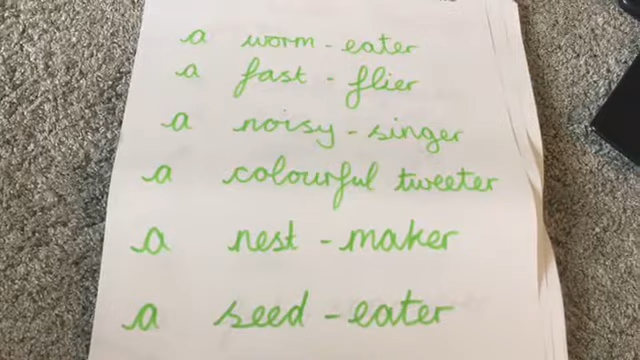 a worm-eater
a fast-flier
a noisy-singer
a colourful tweeter
a nest-maker
a seed-eater